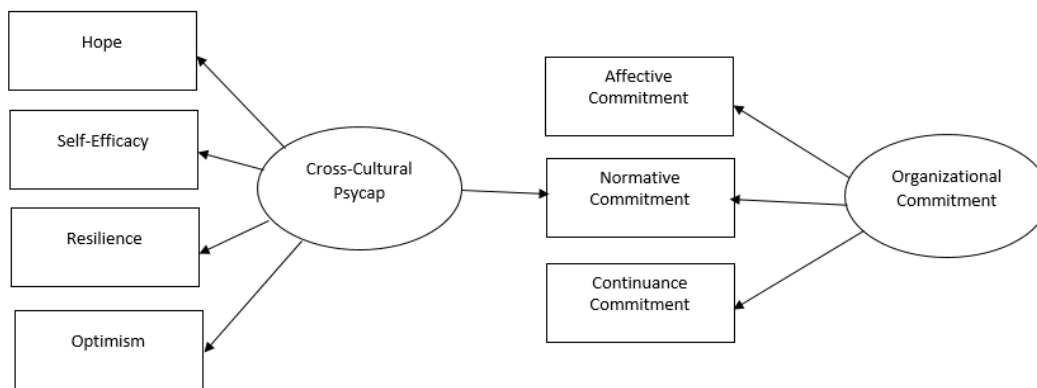 Hope
Self-Efficacy
Resilience
Optimism
Cross-Cultural
Psycap
Affective
Commitment
Normative
Commitment
Continuance
Commitment
Organizational
Commitment